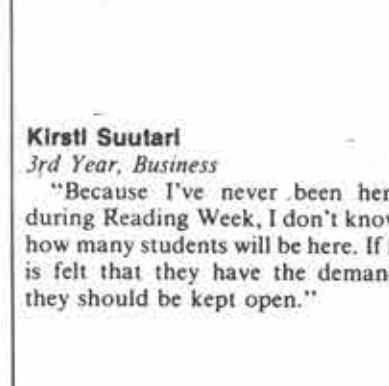 Kirsti Suutari
3rd Year, Business
"Because I've never been her
during Reading Week, I don't know
how many students will be here. If
is felt that they have the deman
they should be kept open."